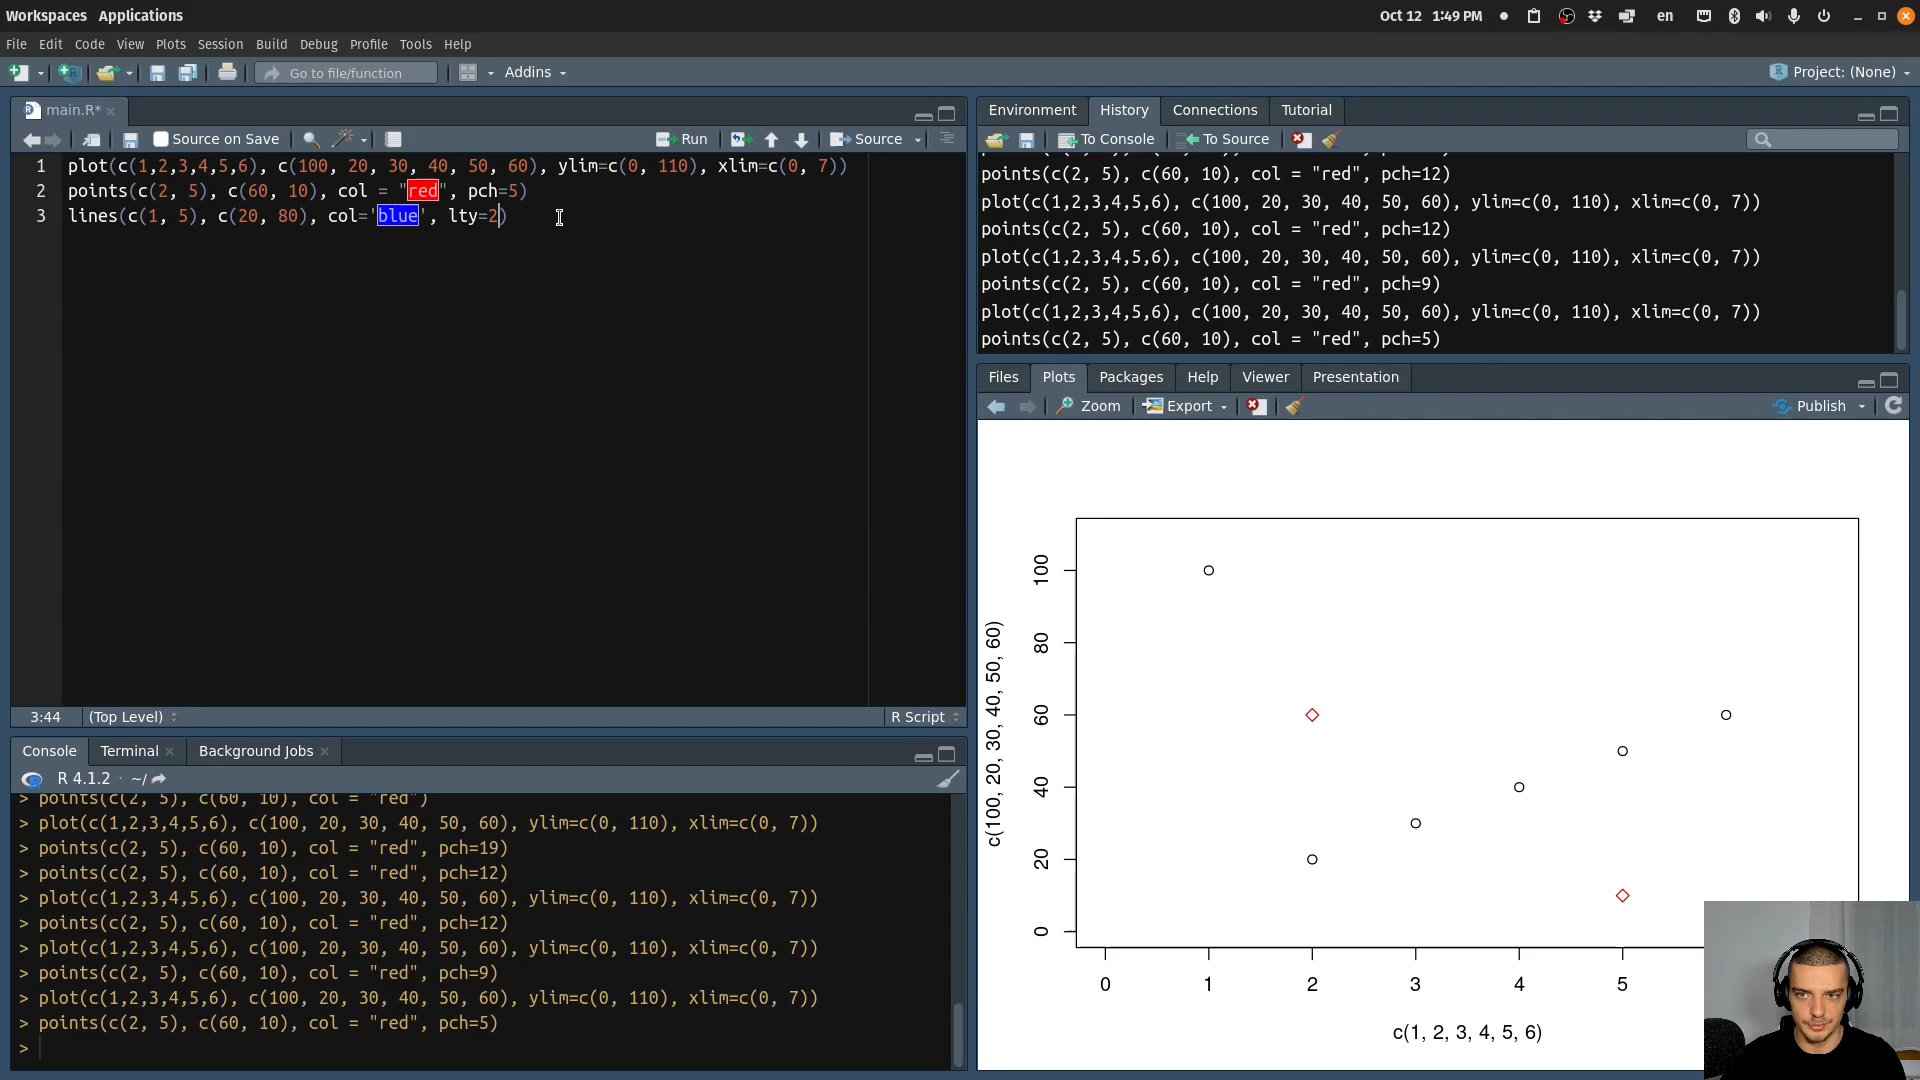 Workspaces Applications
Oct 12 1:49 PM
en
File Edit Code View Plots Session Build Debug Profile Tools Help
Go to file/function
Addins
Project: (None)
main.R*
Source on Save
Run
Source
1 plot(c(1,2,3,4,5,6), c(100, 20, 30, 40, 50, 60), ylim=c(0, 110), xlim=c(0, 7))
2 points(c(2, 5), c(60, 10), col = "red", pch=5)
3 lines(c(1, 5), c(20, 80), col='blue', lty=2)
3:44 (Top Level)
R Script
Console Terminal Background Jobs
R 4.1.2 · ~/
> points(c(2, 5), c(60, 10), col = "red")
> plot(c(1,2,3,4,5,6), c(100, 20, 30, 40, 50, 60), ylim=c(0, 110), xlim=c(0, 7))
> points(c(2, 5), c(60, 10), col = "red", pch=19)
> points(c(2, 5), c(60, 10), col = "red", pch=12)
> plot(c(1,2,3,4,5,6), c(100, 20, 30, 40, 50, 60), ylim=c(0, 110), xlim=c(0, 7))
> points(c(2, 5), c(60, 10), col = "red", pch=12)
> plot(c(1,2,3,4,5,6), c(100, 20, 30, 40, 50, 60), ylim=c(0, 110), xlim=c(0, 7))
> points(c(2, 5), c(60, 10), col = "red", pch=9)
> plot(c(1,2,3,4,5,6), c(100, 20, 30, 40, 50, 60), ylim=c(0, 110), xlim=c(0, 7))
> points(c(2, 5), c(60, 10), col = "red", pch=5)
>
Environment History Connections Tutorial
To Console To Source
points(c(2, 5), c(60, 10), col = "red", pch=12)
plot(c(1,2,3,4,5,6), c(100, 20, 30, 40, 50, 60), ylim=c(0, 110), xlim=c(0, 7))
points(c(2, 5), c(60, 10), col = "red", pch=12)
plot(c(1,2,3,4,5,6), c(100, 20, 30, 40, 50, 60), ylim=c(0, 110), xlim=c(0, 7))
points(c(2, 5), c(60, 10), col = "red", pch=9)
plot(c(1,2,3,4,5,6), c(100, 20, 30, 40, 50, 60), ylim=c(0, 110), xlim=c(0, 7))
points(c(2, 5), c(60, 10), col = "red", pch=5)
Files Plots Packages Help Viewer Presentation
Zoom Export
Publish
c(100, 20, 30, 40, 50, 60)
100
80
60
40
20
0
0 1 2 3 4 5
c(1, 2, 3, 4, 5, 6)